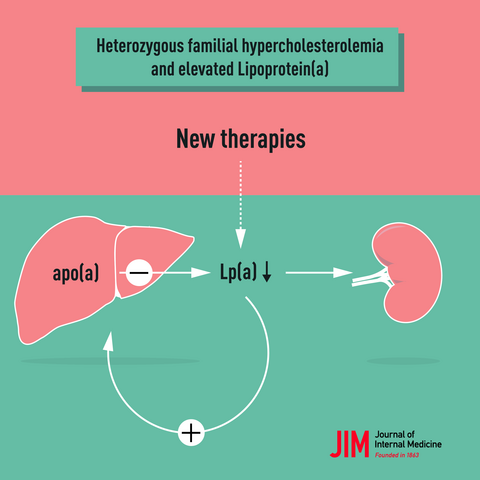 Heterozygous familial hypercholesterolemia
and elevated Lipoprotein(a)
New therapies
apo(a)
−
Lp(a) ↓
+
JIM
Journal of
Internal Medicine
Founded in 1863